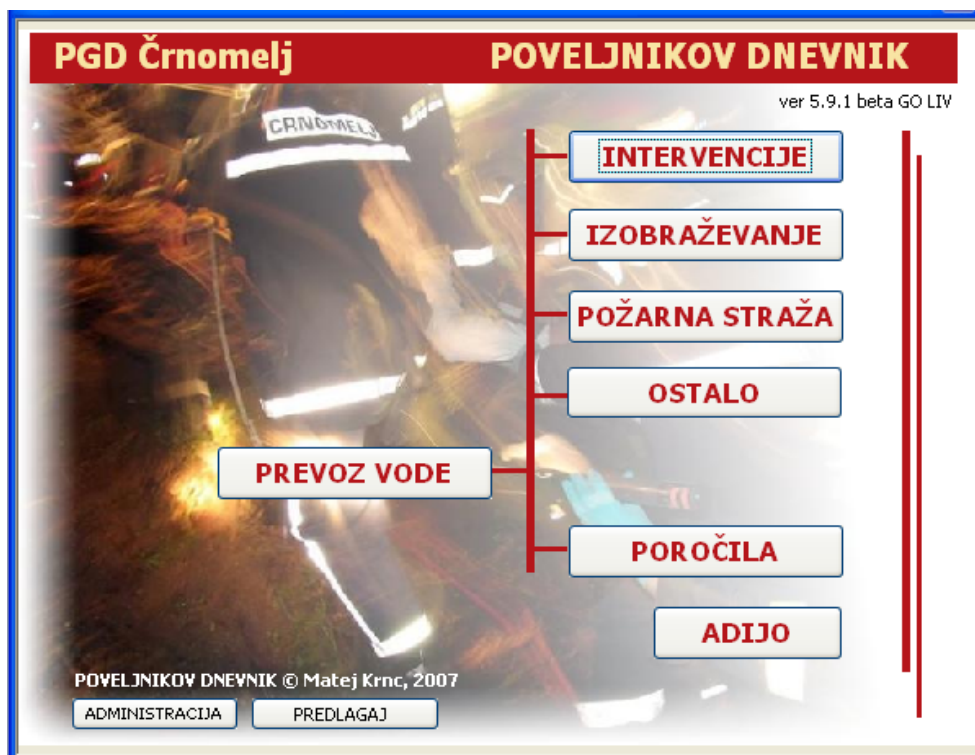 PGD Črnomelj POVELJNIKOV DNEVNIK
ver 5.9.1 beta GO LIV
CRNOMELJ
INTERVENCIJE
IZOBRAŽEVANJE
POŽARNA STRAŽA
OSTALO
PREVOZ VODE
POROČILA
ADIJO
POVELJNIKOV DNEVNIK © Matej Krnc, 2007
ADMINISTRACIJA PREDLAGAJ